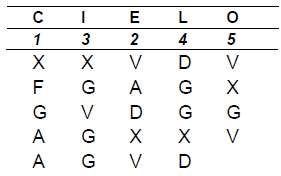 C I E L O
1 3 2 4 5
X X V D V
F G A G X
G V D G G
A G X X V
A G V D